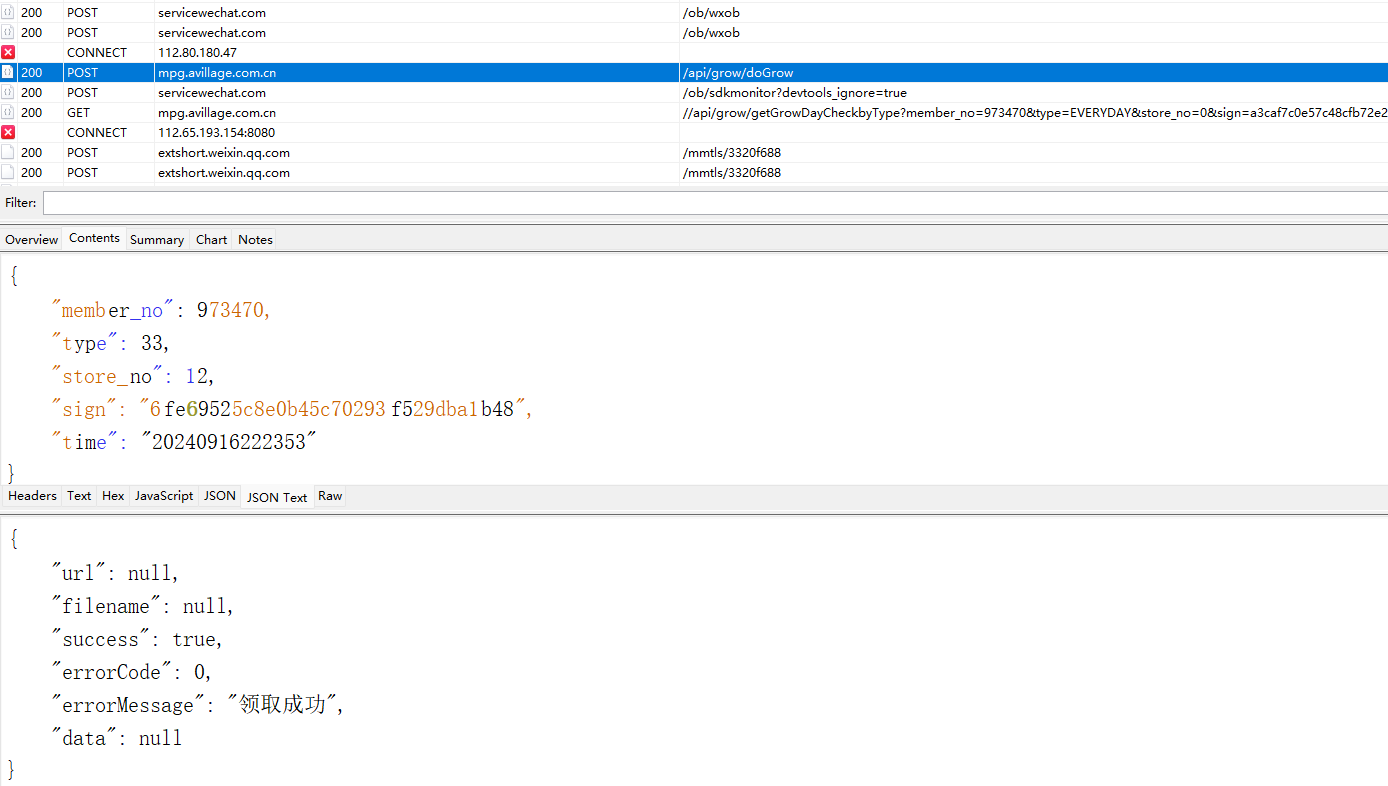 200 POST servicewechat.com /ob/wxob
200 POST servicewechat.com /ob/wxob
CONNECT 112.80.180.47
200 POST mpg.avillage.com.cn /api/grow/doGrow
200 POST servicewechat.com /ob/sdkmonitor?devtools_ignore=true
200 GET mpg.avillage.com.cn //api/grow/getGrowDayCheckbyType?member_no=973470&type=EVERYDAY&store_no=0&sign=a3caf7c0e57c48cfb72e2
CONNECT 112.65.193.154:8080
200 POST extshort.weixin.qq.com /mmtls/3320f688
200 POST extshort.weixin.qq.com /mmtls/3320f688
Filter:
Overview Contents Summary Chart Notes
{
"member_no": 973470,
"type": 33,
"store_no": 12,
"sign": "6fe69525c8e0b45c70293f529dba1b48",
"time": "20240916222353"
}
Headers Text Hex JavaScript JSON JSON Text Raw
{
"url": null,
"filename": null,
"success": true,
"errorCode": 0,
"errorMessage": "领取成功",
"data": null
}